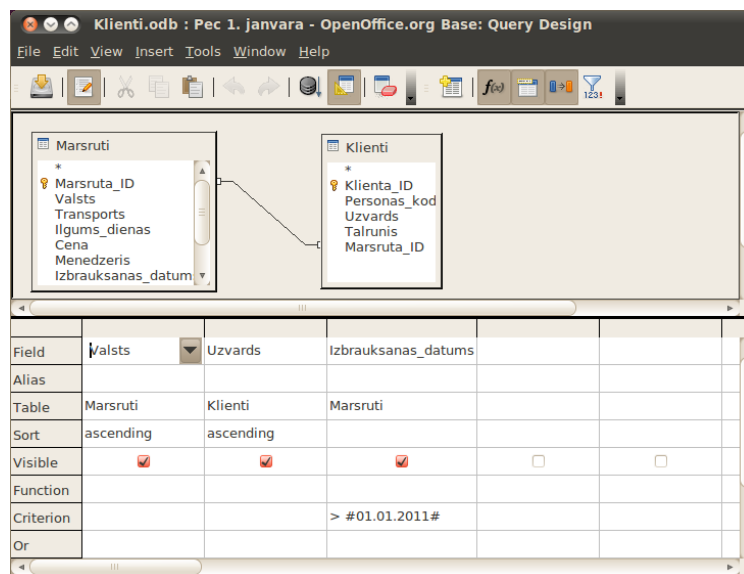 Klienti.odb : Pec 1. janvara - OpenOffice.org Base: Query Design
File Edit View Insert Tools Window Help
f(x) 123!
Marsruti
*
Marsruta_ID
Valsts
Transports
Ilgums_dienas
Cena
Menedzeris
Izbrauksanas_datum
Klienti
*
Klienta_ID
Personas_kod
Uzvards
Talrunis
Marsruta_ID
Field Valsts Uzvards Izbrauksanas_datums
Alias
Table Marsruti Klienti Marsruti
Sort ascending ascending
Visible
Function
Criterion > #01.01.2011#
Or